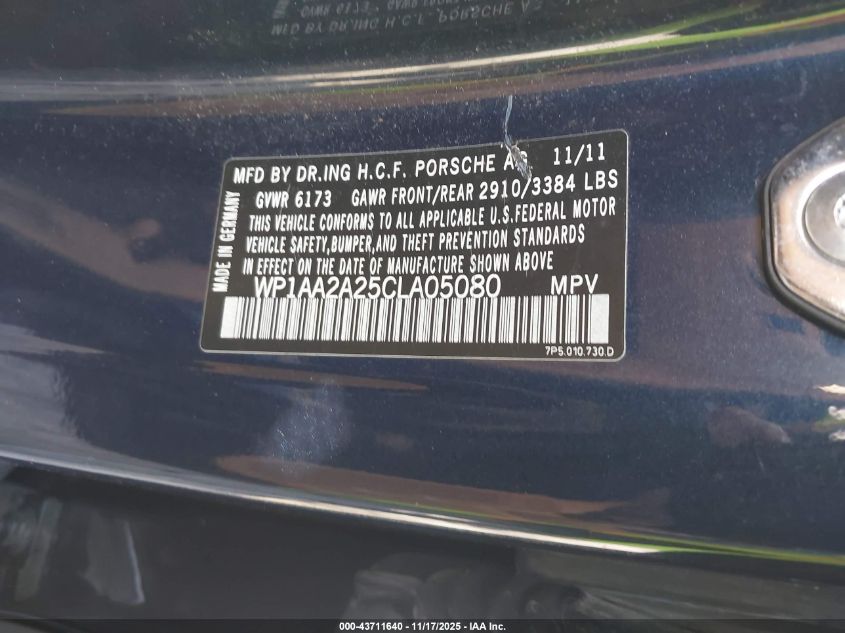 MFD BY DR.ING H.C.F. PORSCHE AG 11/11
GVWR 6173 GAWR FRONT/REAR 2910/3384 LBS
THIS VEHICLE CONFORMS TO ALL APPLICABLE U.S.FEDERAL MOTOR
VEHICLE SAFETY,BUMPER,AND THEFT PREVENTION STANDARDS
IN EFFECT ON THE DATE OF MANUFACTURE SHOWN ABOVE
WP1AA2A25CLA05080 MPV
7P5.010.730.D
MADE IN GERMANY
000-43711640 - 11/17/2025 - IAA Inc.